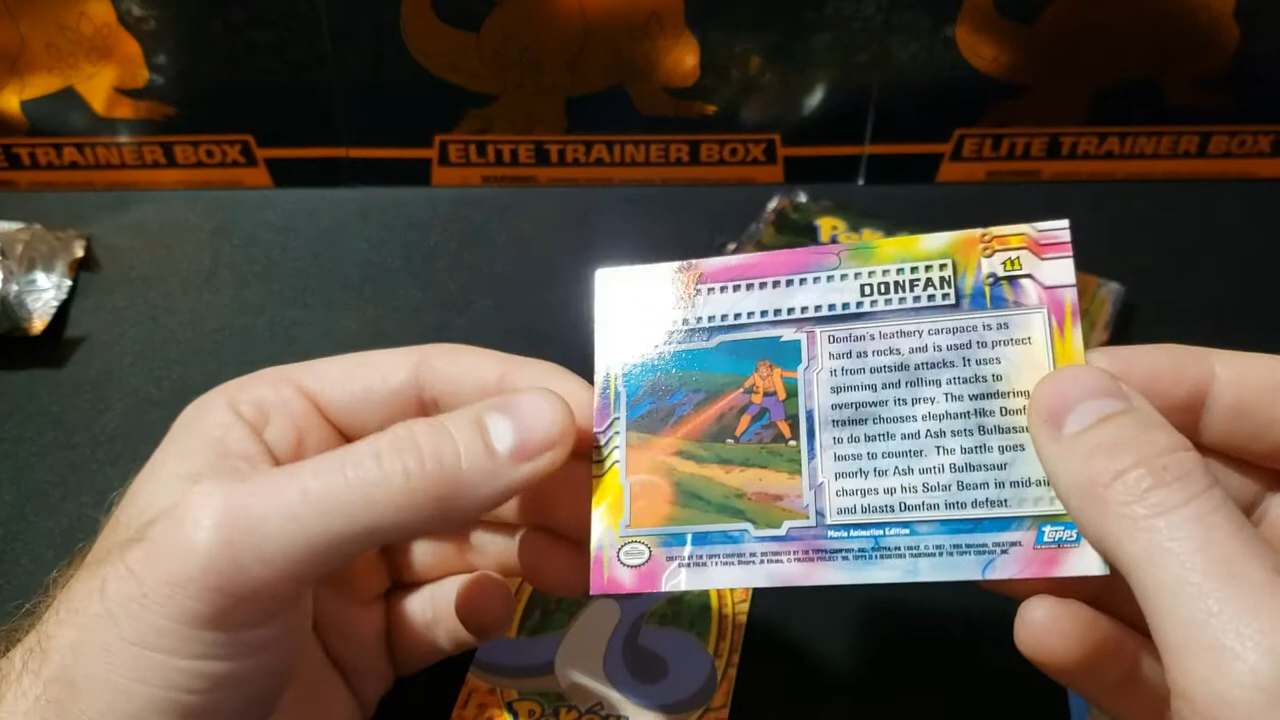 E TRAINER BOX
ELITE TRAINER BOX
ELITE TRAINER BOX
Pok
11
DONFAN
Donfan's leathery carapace is as
hard as rocks, and is used to protect
it from outside attacks. It uses
spinning and rolling attacks to
overpower its prey. The wandering
trainer chooses elephant-like Donf
to do battle and Ash sets Bulbasau
loose to counter. The battle goes
poorly for Ash until Bulbasaur
charges up his Solar Beam in mid-air
and blasts Donfan into defeat.
Movie Animation Edition
Topps
CREATED BY THE TOPPS COMPANY, INC. DISTRIBUTED BY THE TOPPS COMPANY, INC., DURYEA, PA 18642. © 1997, 1998 Nintendo, CREATURES,
GAME FREAK, TV Tokyo, Shopro, JR Kikaku. © PIKACHU PROJECT '98. TOPPS IS A REGISTERED TRADEMARK OF THE TOPPS COMPANY, INC.
Pokém